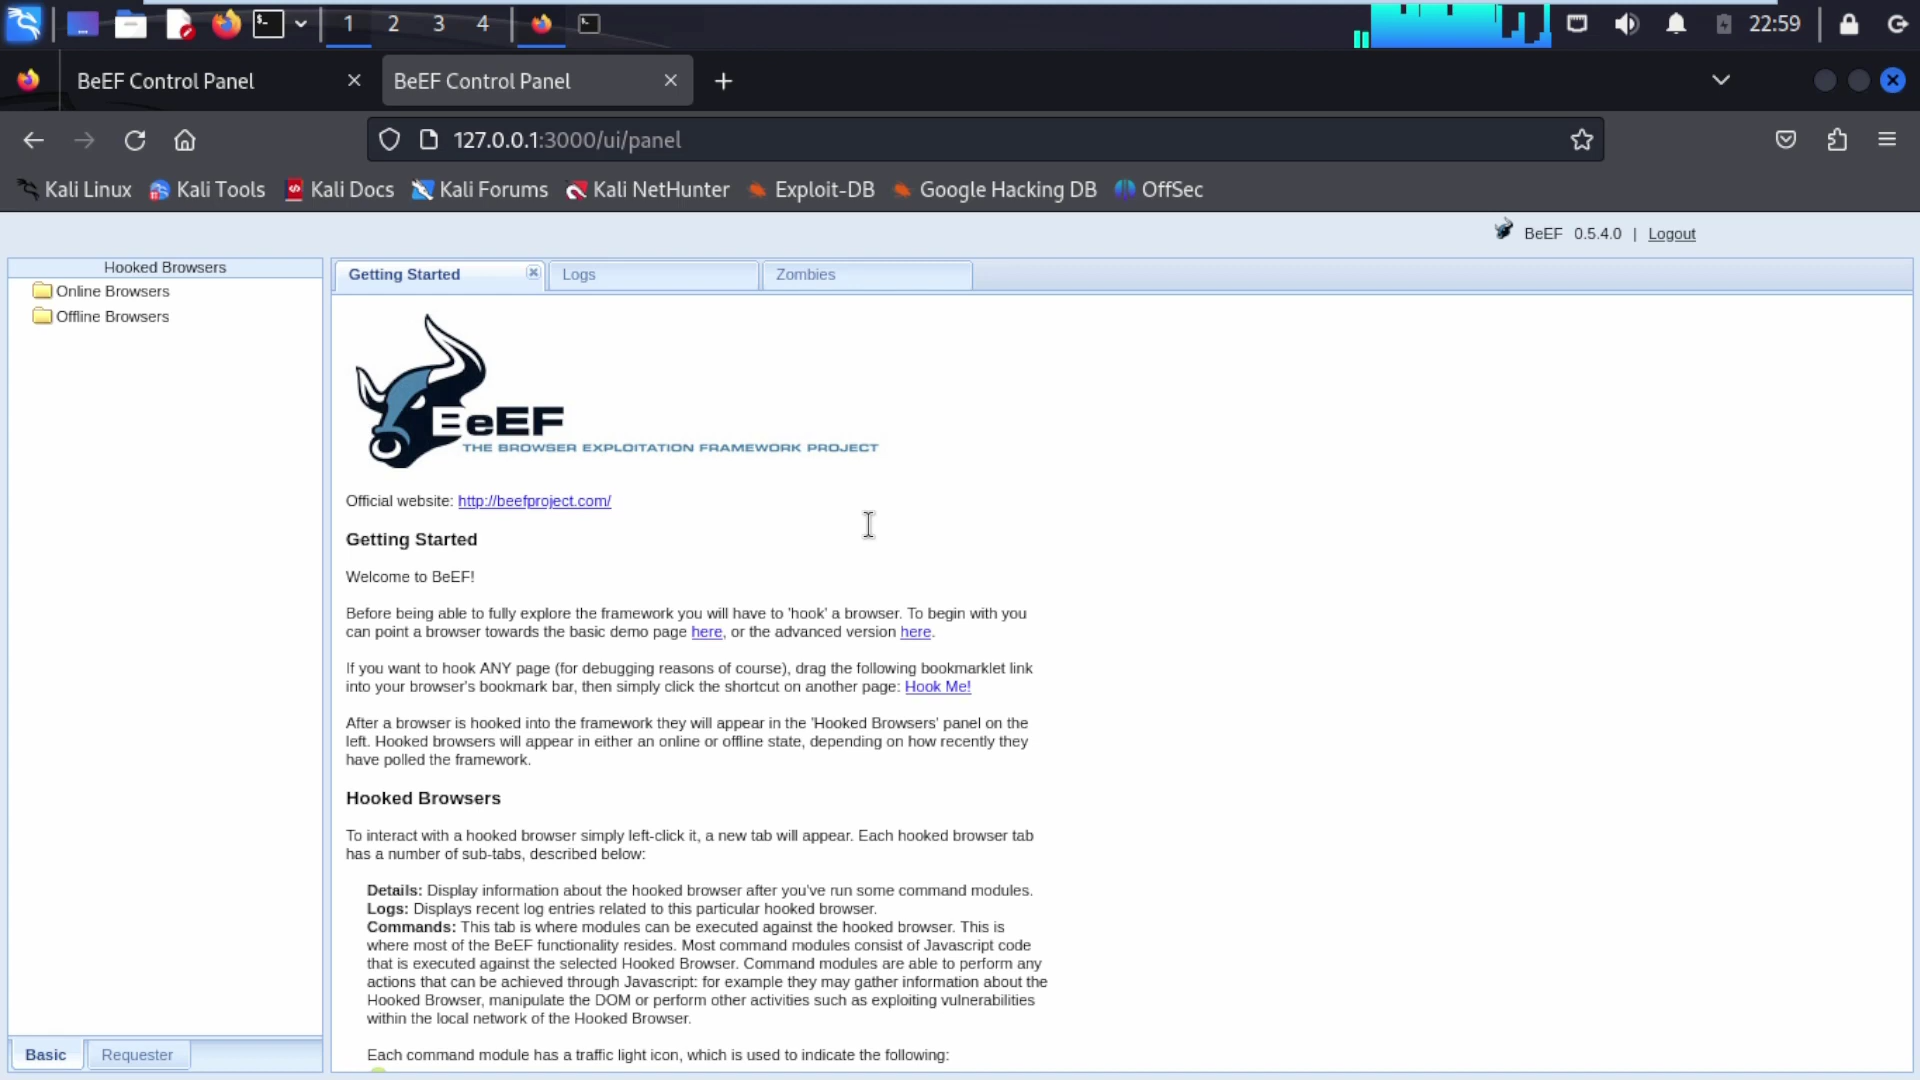 1 2 3 4 22:59
BeEF Control Panel BeEF Control Panel
127.0.0.1:3000/ui/panel
Kali Linux Kali Tools Kali Docs Kali Forums Kali NetHunter Exploit-DB Google Hacking DB OffSec
BeEF 0.5.4.0 | Logout
Hooked Browsers
Online Browsers
Offline Browsers
Getting Started Logs Zombies
BeEF
THE BROWSER EXPLOITATION FRAMEWORK PROJECT
Official website: http://beefproject.com/
Getting Started
Welcome to BeEF!
Before being able to fully explore the framework you will have to 'hook' a browser. To begin with you
can point a browser towards the basic demo page here, or the advanced version here.
If you want to hook ANY page (for debugging reasons of course), drag the following bookmarklet link
into your browser's bookmark bar, then simply click the shortcut on another page: Hook Me!
After a browser is hooked into the framework they will appear in the 'Hooked Browsers' panel on the
left. Hooked browsers will appear in either an online or offline state, depending on how recently they
have polled the framework.
Hooked Browsers
To interact with a hooked browser simply left-click it, a new tab will appear. Each hooked browser tab
has a number of sub-tabs, described below:
Details: Display information about the hooked browser after you've run some command modules.
Logs: Displays recent log entries related to this particular hooked browser.
Commands: This tab is where modules can be executed against the hooked browser. This is
where most of the BeEF functionality resides. Most command modules consist of Javascript code
that is executed against the selected Hooked Browser. Command modules are able to perform any
actions that can be achieved through Javascript: for example they may gather information about the
Hooked Browser, manipulate the DOM or perform other activities such as exploiting vulnerabilities
within the local network of the Hooked Browser.
Each command module has a traffic light icon, which is used to indicate the following:
Basic Requester